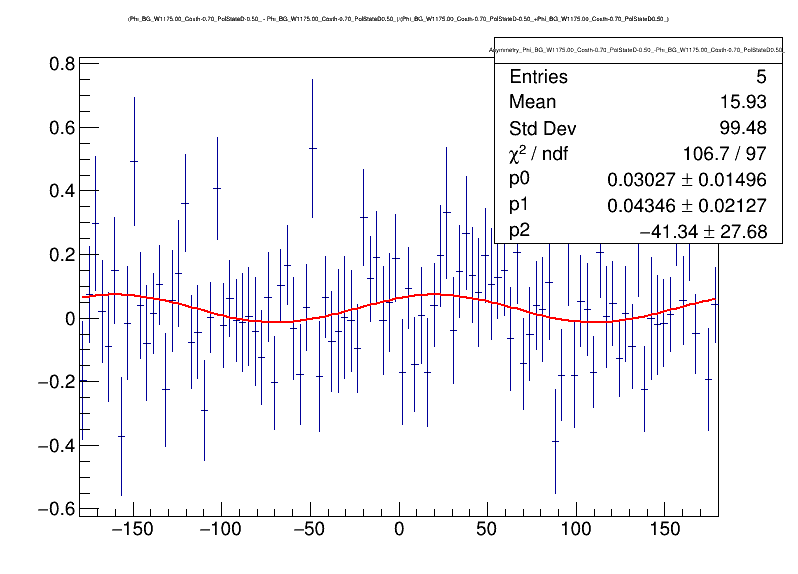 (Phi_BG_W1175.00_Costh-0.70_PolStateD-0.50_ - Phi_BG_W1175.00_Costh-0.70_PolStateD0.50_)/(Phi_BG_W1175.00_Costh-0.70_PolStateD-0.50_+Phi_BG_W1175.00_Costh-0.70_PolStateD0.50_)
Asymmetry_Phi_BG_W1175.00_Costh-0.70_PolStateD-0.50_-Phi_BG_W1175.00_Costh-0.70_PolStateD0.50_
Entries 5
Mean 15.93
Std Dev 99.48
χ² / ndf 106.7 / 97
p0 0.03027 ± 0.01496
p1 0.04346 ± 0.02127
p2 −41.34 ± 27.68
0.8
0.6
0.4
0.2
0
−0.2
−0.4
−0.6
−150 −100 −50 0 50 100 150